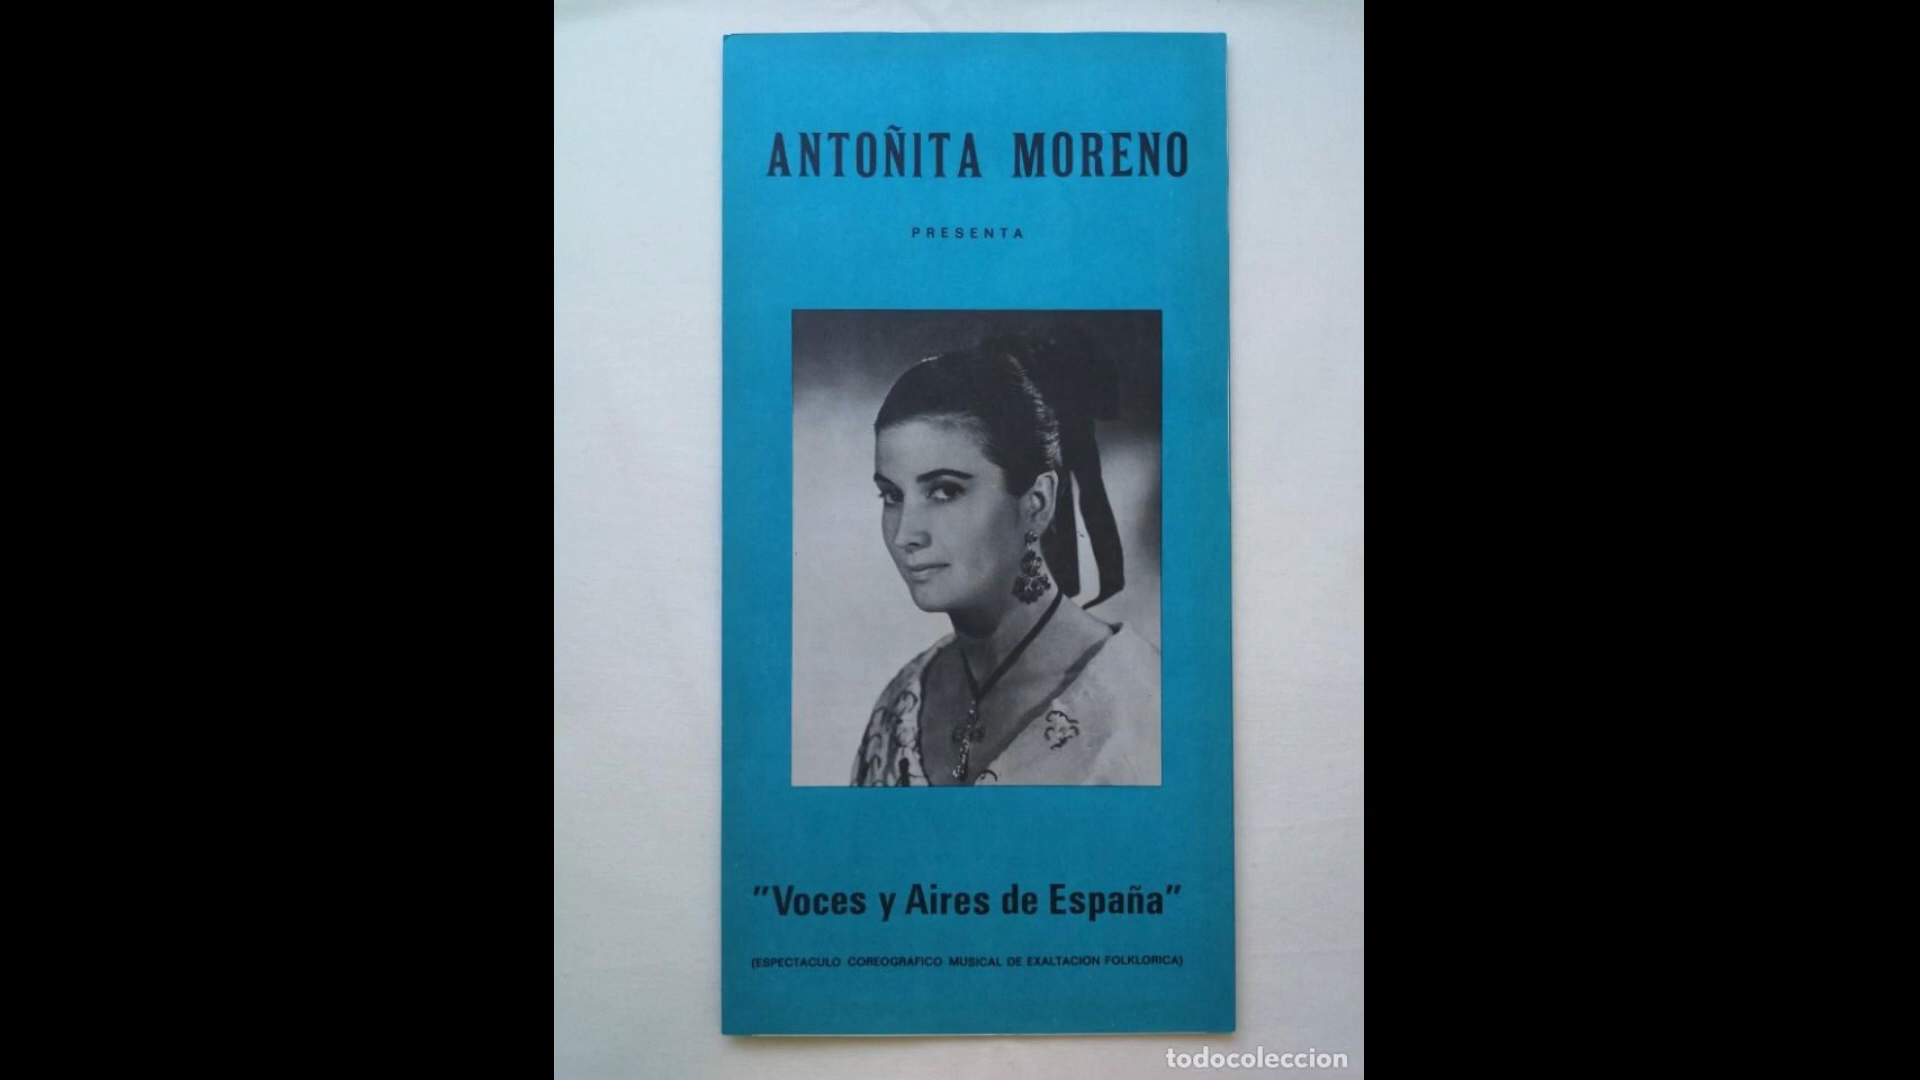 ANTOÑITA MORENO
PRESENTA
"Voces y Aires de España"
(ESPECTACULO COREOGRAFICO MUSICAL DE EXALTACION FOLKLORICA)
todocoleccion